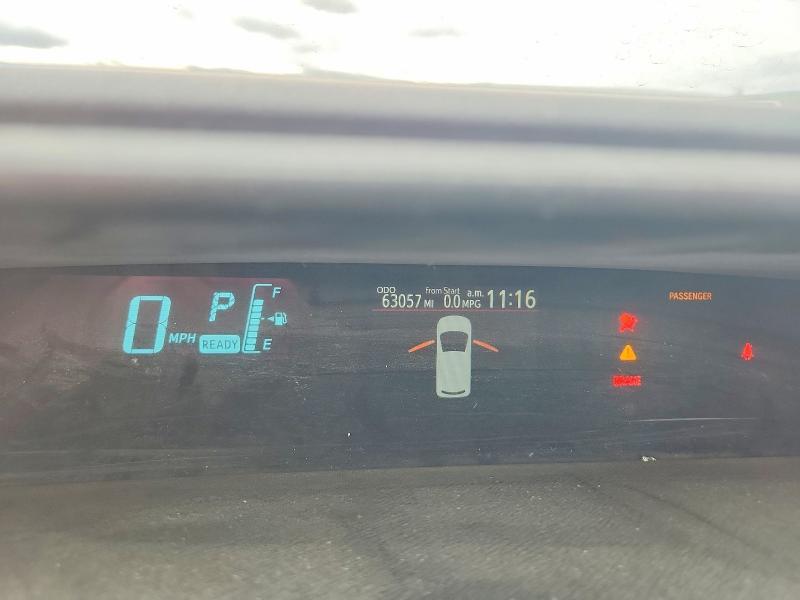 ODO From Start a.m.
63057 MI 0.0 MPG 11:16
PASSENGER
0 MPH P READY F E
BRAKE